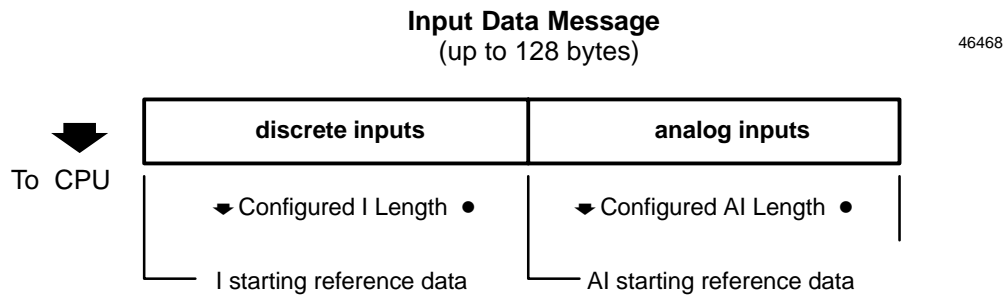 Input Data Message
(up to 128 bytes)
46468
discrete inputs
analog inputs
To CPU
Configured I Length
Configured AI Length
I starting reference data
AI starting reference data